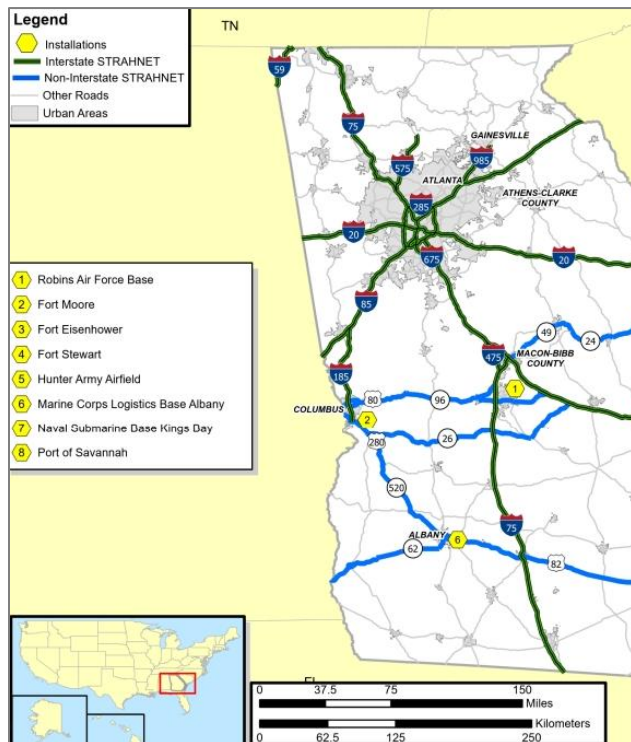 Legend
Installations
Interstate STRAHNET
Non-Interstate STRAHNET
Other Roads
Urban Areas
TN
59
75
GAINESVILLE
575
985
ATLANTA
ATHENS-CLARKE
COUNTY
285
20
675
20
85
49
24
475
MACON-BIBB
COUNTY
185
1
80
96
COLUMBUS
2
280
26
520
75
ALBANY
6
62
82
1 Robins Air Force Base
2 Fort Moore
3 Fort Eisenhower
4 Fort Stewart
5 Hunter Army Airfield
6 Marine Corps Logistics Base Albany
7 Naval Submarine Base Kings Bay
8 Port of Savannah
0 37.5 75 150
Miles
Kilometers
0 62.5 125 250